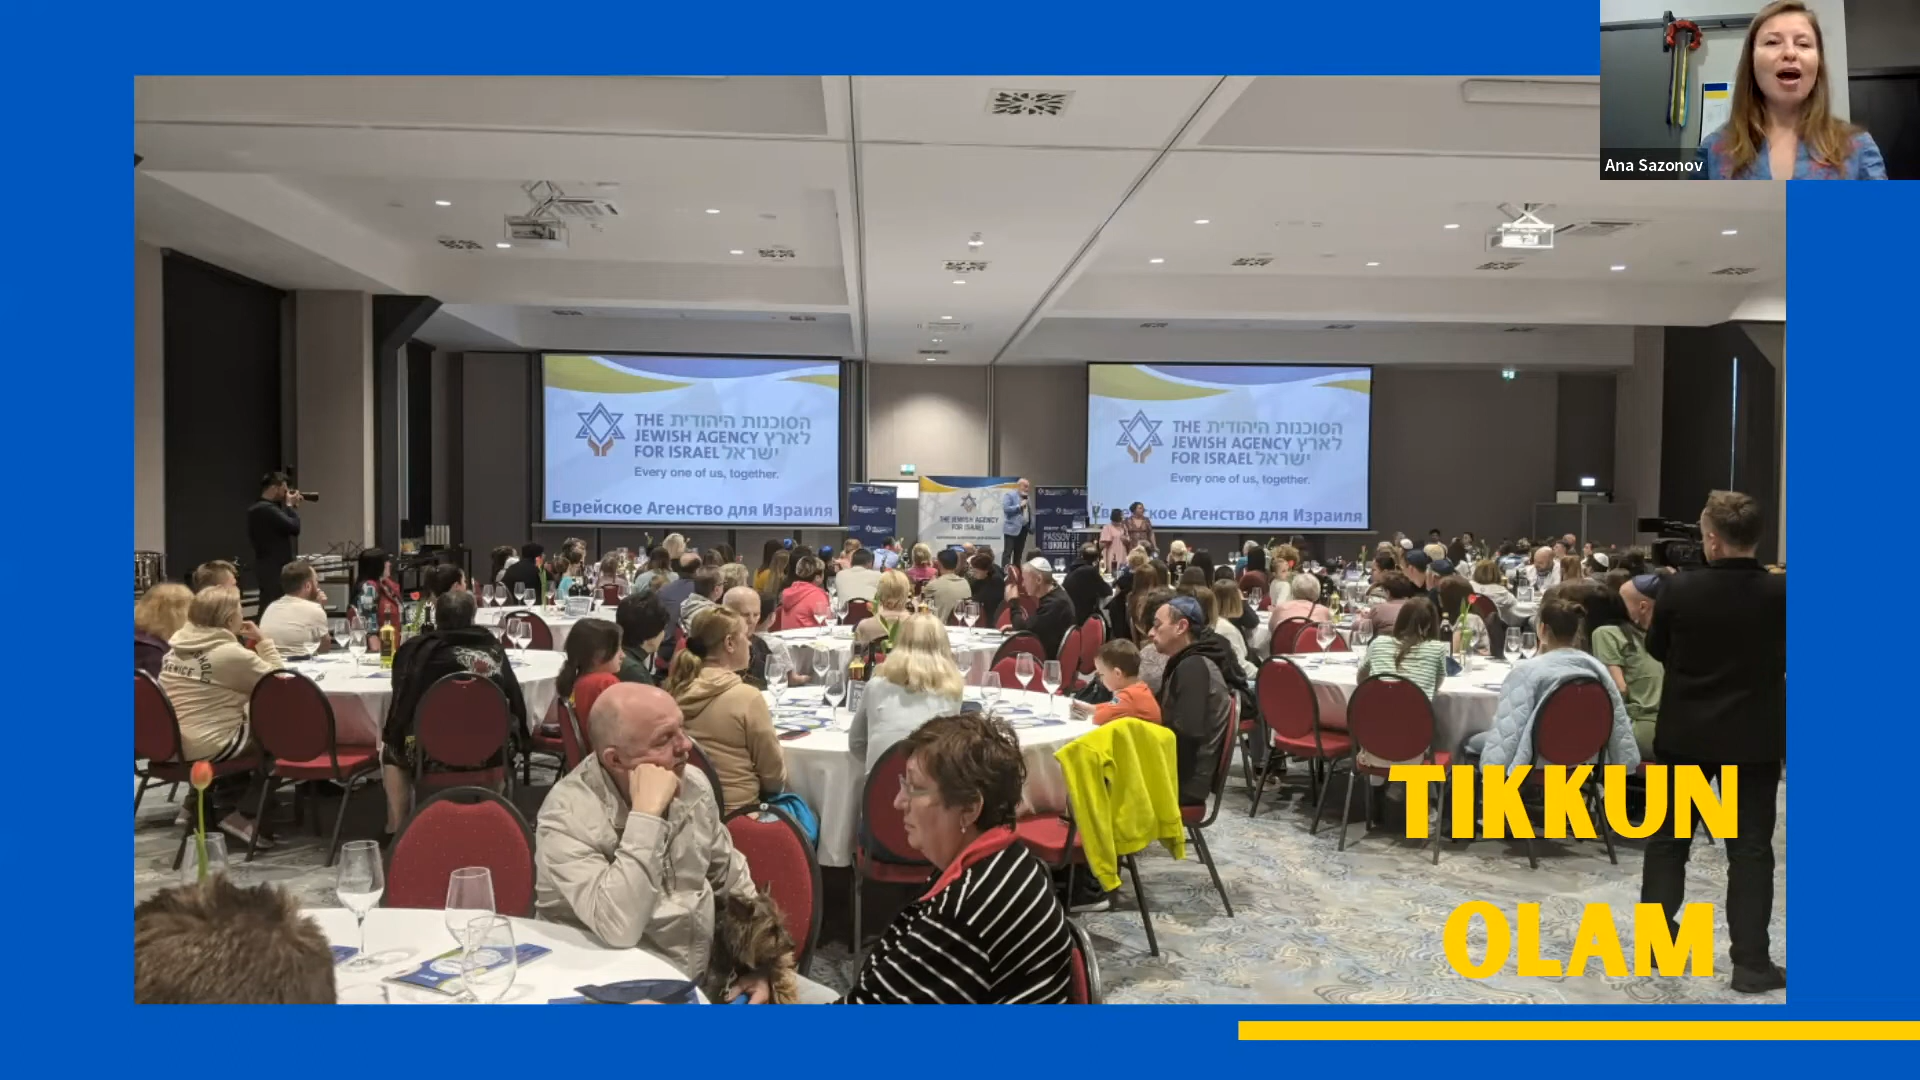 Ana Sazonov
THE הסוכנות היהודית
JEWISH AGENCY לארץ
FOR ISRAEL ישראל
Every one of us, together.
Еврейское Агенство для Израиля
THE הסוכנות היהודית
JEWISH AGENCY לארץ
FOR ISRAEL ישראל
Every one of us, together.
Еврейское Агенство для Израиля
THE JEWISH AGENCY
FOR ISRAEL
PASSOVER
UKRAINE
TIKKUN
OLAM